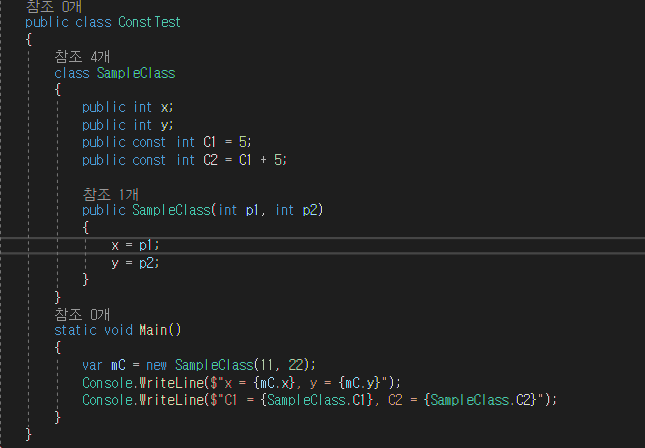 참조 0개
public class ConstTest
{
참조 4개
class SampleClass
{
public int x;
public int y;
public const int C1 = 5;
public const int C2 = C1 + 5;
참조 1개
public SampleClass(int p1, int p2)
{
x = p1;
y = p2;
}
}
참조 0개
static void Main()
{
var mC = new SampleClass(11, 22);
Console.WriteLine($"x = {mC.x}, y = {mC.y}");
Console.WriteLine($"C1 = {SampleClass.C1}, C2 = {SampleClass.C2}");
}
}